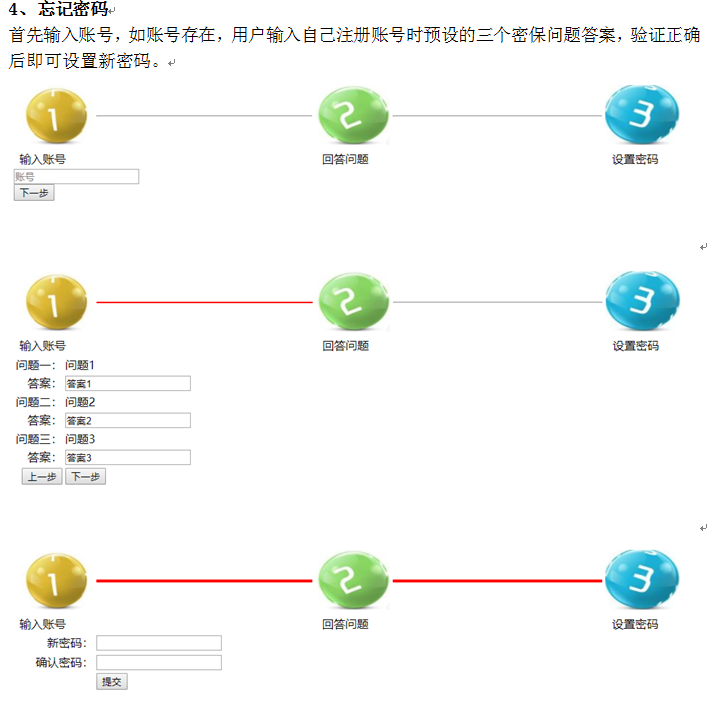 4、忘记密码
首先输入账号，如账号存在，用户输入自己注册账号时预设的三个密保问题答案，验证正确
后即可设置新密码。
1 2 3
输入账号 回答问题 设置密码
账号
下一步
1 2 3
输入账号 回答问题 设置密码
问题一： 问题1
答案： 答案1
问题二： 问题2
答案： 答案2
问题三： 问题3
答案： 答案3
上一步 下一步
1 2 3
输入账号 回答问题 设置密码
新密码：
确认密码：
提交